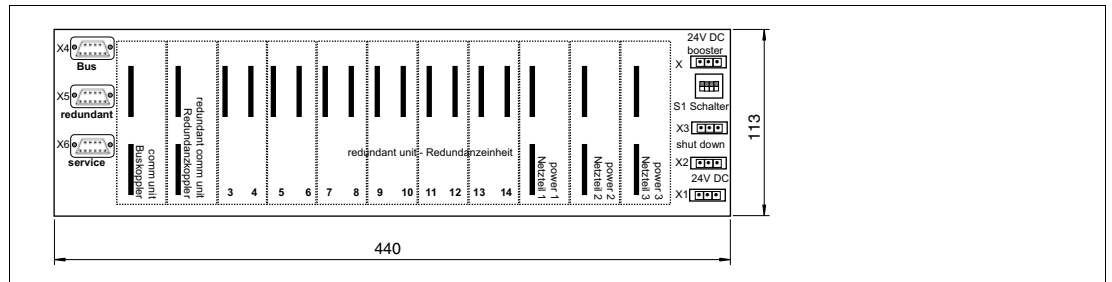 X4
Bus
X5
redundant
X6
service
comm unit
Buskoppler
redundant comm unit
Redundanzkoppler
3 4 5 6 7 8 9 10 11 12 13 14
redundant unit - Redundanzeinheit
power 1
Netzteil 1
power 2
Netzteil 2
power 3
Netzteil 3
24V DC
booster
X
S1 Schalter
X3
shut down
X2
24V DC
X1
113
440